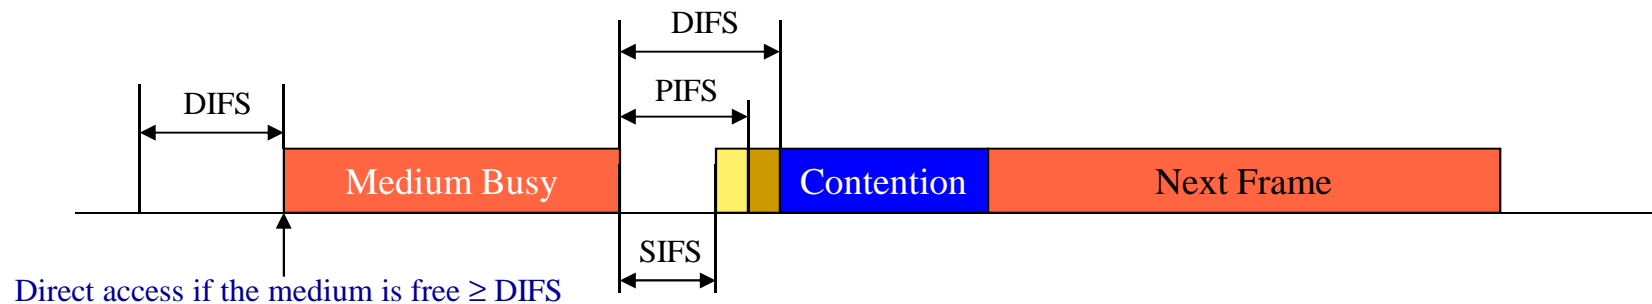 DIFS
PIFS
DIFS
Medium Busy
Contention
Next Frame
SIFS
Direct access if the medium is free ≥ DIFS